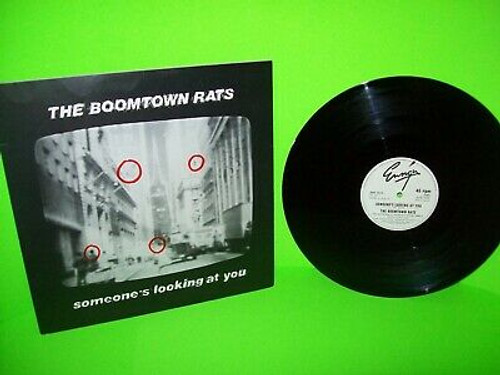 THE BOOMTOWN RATS
someone's looking at you
Ensign
45 rpm
SOMEONE'S LOOKING AT YOU
THE BOOMTOWN RATS